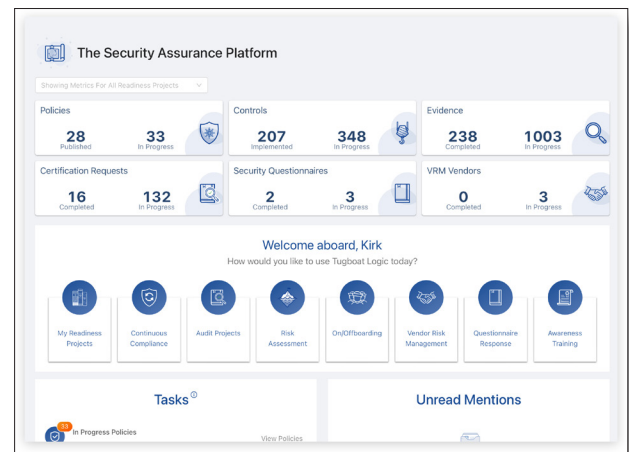 The Security Assurance Platform
Showing Metrics For All Readiness Projects
Policies
28
Published
33
In Progress
Controls
207
Implemented
348
In Progress
Evidence
238
Completed
1003
In Progress
Certification Requests
16
Completed
132
In Progress
Security Questionnaires
2
Completed
3
In Progress
VRM Vendors
0
Completed
3
In Progress
Welcome aboard, Kirk
How would you like to use Tugboat Logic today?
My Readiness
Projects
Continuous
Compliance
Audit Projects
Risk
Assessment
On/Offboarding
Vendor Risk
Management
Questionnaire
Response
Awareness
Training
Tasks
Unread Mentions
33
In Progress Policies
View Policies